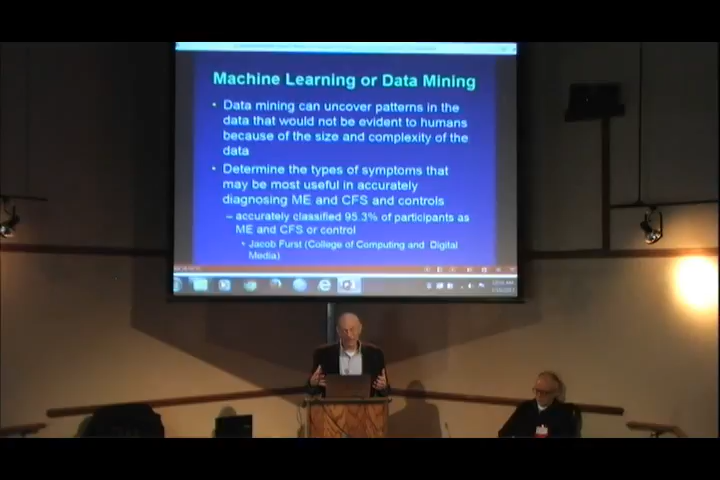 Machine Learning or Data Mining
• Data mining can uncover patterns in the
data that would not be evident to humans
because of the size and complexity of the
data
• Determine the types of symptoms that
may be most useful in accurately
diagnosing ME and CFS and controls
– accurately classified 95.3% of participants as
ME and CFS or control
• Jacob Furst (College of Computing and Digital
Media)